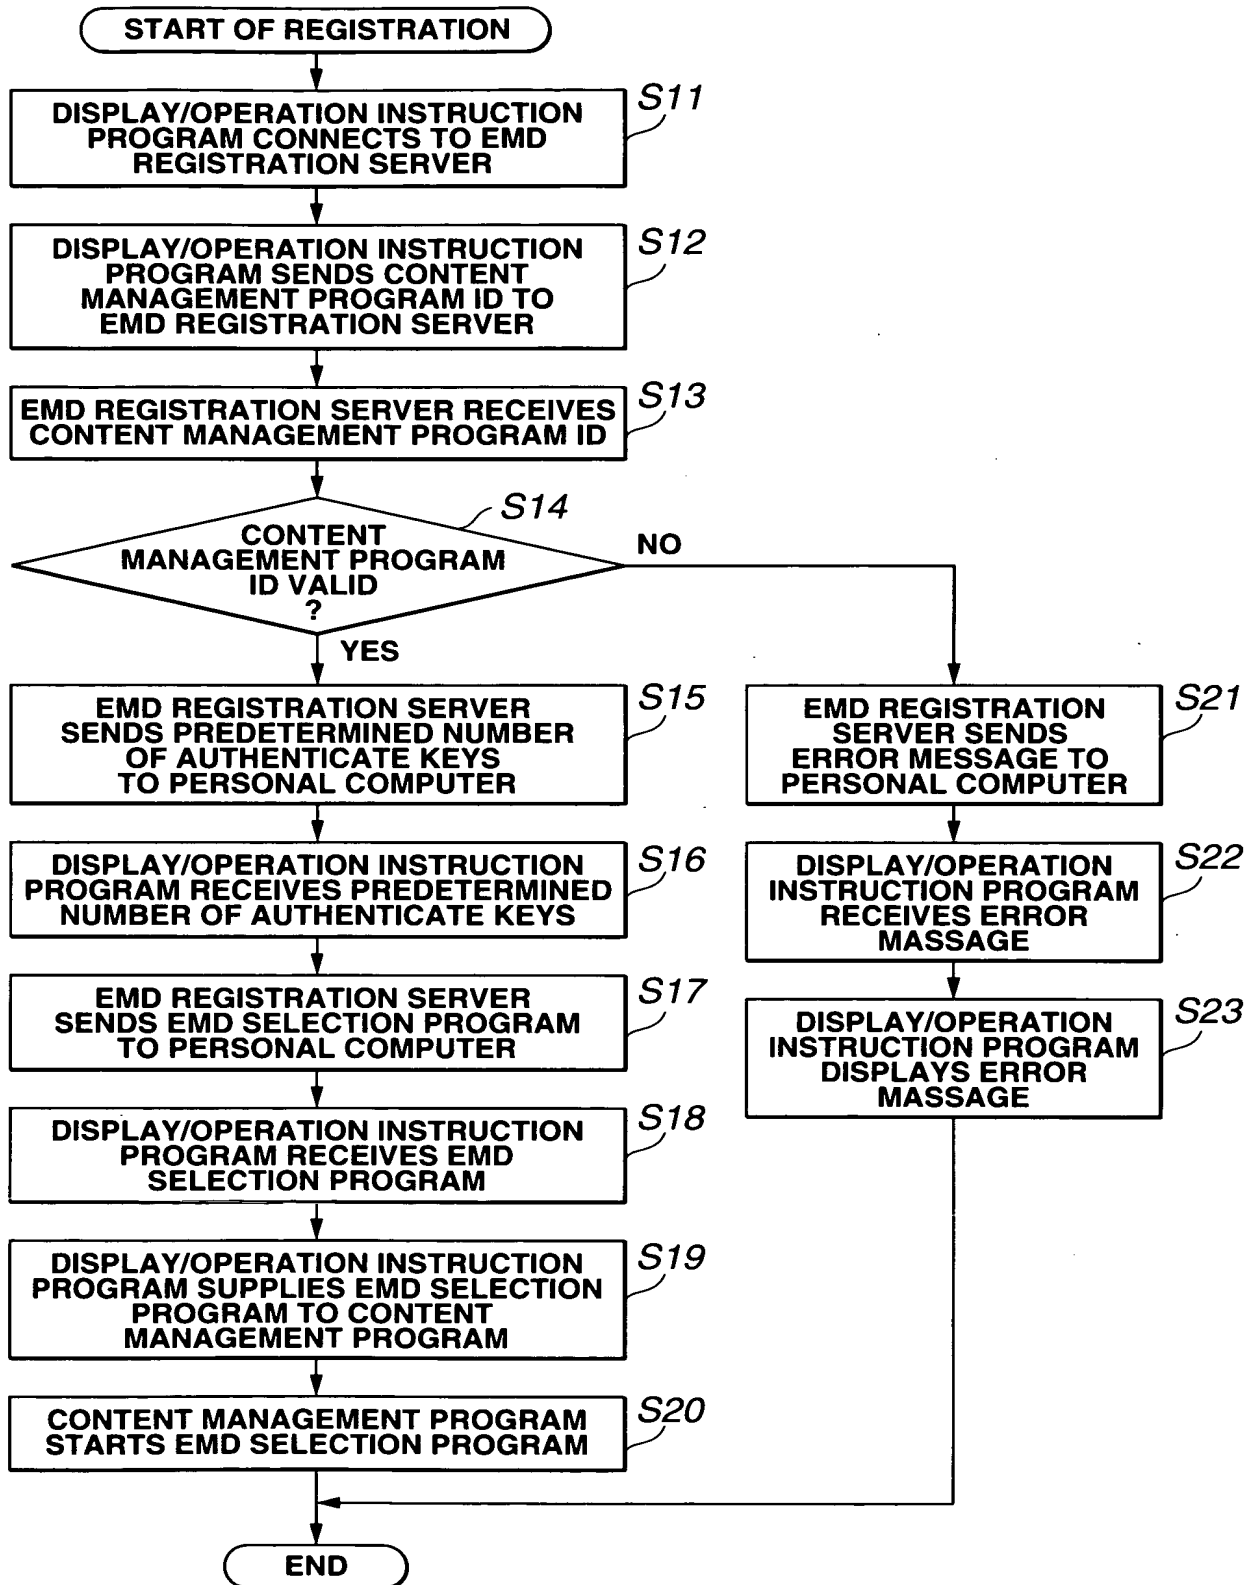 START OF REGISTRATION
S11
DISPLAY/OPERATION INSTRUCTION
PROGRAM CONNECTS TO EMD
REGISTRATION SERVER
S12
DISPLAY/OPERATION INSTRUCTION
PROGRAM SENDS CONTENT
MANAGEMENT PROGRAM ID TO
EMD REGISTRATION SERVER
S13
EMD REGISTRATION SERVER RECEIVES
CONTENT MANAGEMENT PROGRAM ID
S14
CONTENT
MANAGEMENT PROGRAM
ID VALID
?
NO
YES
S15
EMD REGISTRATION SERVER
SENDS PREDETERMINED NUMBER
OF AUTHENTICATE KEYS
TO PERSONAL COMPUTER
S16
DISPLAY/OPERATION INSTRUCTION
PROGRAM RECEIVES PREDETERMINED
NUMBER OF AUTHENTICATE KEYS
S17
EMD REGISTRATION SERVER
SENDS EMD SELECTION PROGRAM
TO PERSONAL COMPUTER
S18
DISPLAY/OPERATION INSTRUCTION
PROGRAM RECEIVES EMD
SELECTION PROGRAM
S19
DISPLAY/OPERATION INSTRUCTION
PROGRAM SUPPLIES EMD SELECTION
PROGRAM TO CONTENT
MANAGEMENT PROGRAM
S20
CONTENT MANAGEMENT PROGRAM
STARTS EMD SELECTION PROGRAM
S21
EMD REGISTRATION
SERVER SENDS
ERROR MESSAGE TO
PERSONAL COMPUTER
S22
DISPLAY/OPERATION
INSTRUCTION PROGRAM
RECEIVES ERROR
MASSAGE
S23
DISPLAY/OPERATION
INSTRUCTION PROGRAM
DISPLAYS ERROR
MASSAGE
END